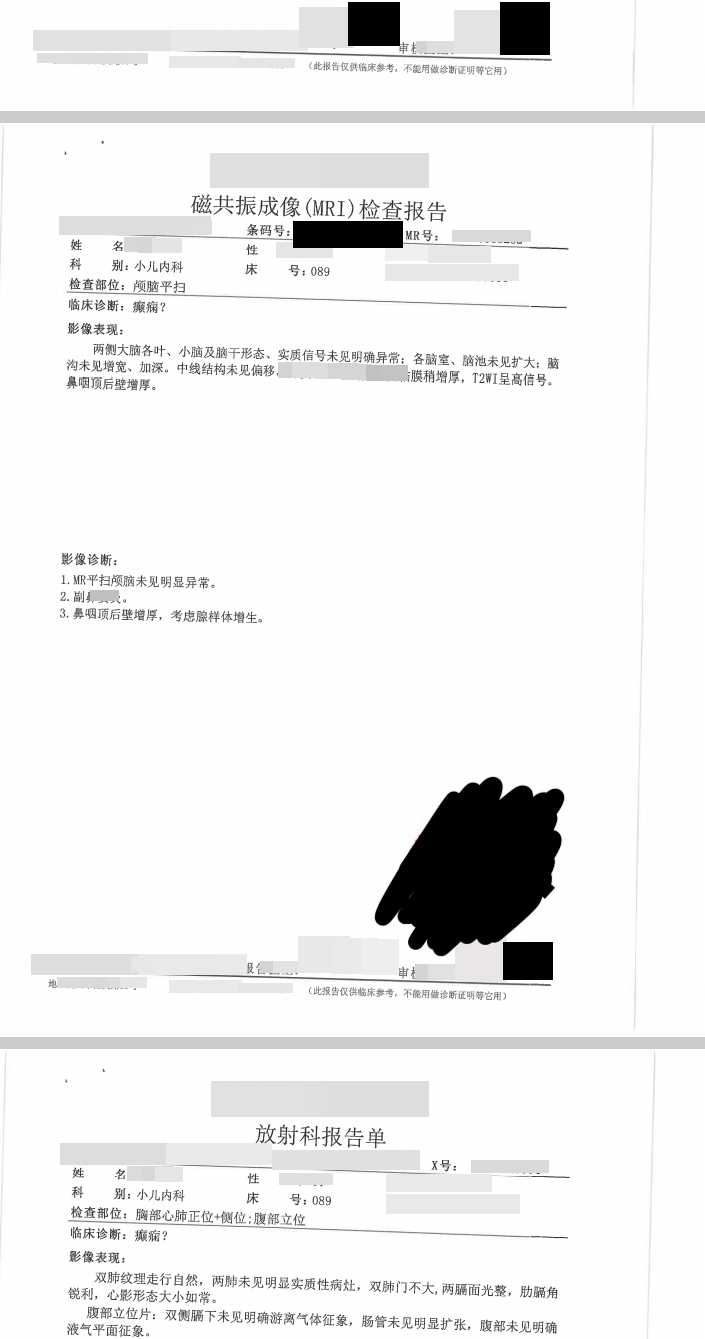 审核
(此报告仅供临床参考,不能用做诊断证明等它用)
磁共振成像(MRI)检查报告
条码号: MR号:
姓 名 性
科 别:小儿内科 床 号:089
检查部位:颅脑平扫
临床诊断:癫痫?
影像表现:
两侧大脑各叶、小脑及脑干形态、实质信号未见明确异常;各脑室、脑池未见扩大;脑
沟未见增宽、加深。中线结构未见偏移 膜稍增厚,T2WI呈高信号。
鼻咽顶后壁增厚。
影像诊断:
1.MR平扫颅脑未见明显异常。
2.副 。
3.鼻咽顶后壁增厚,考虑腺样体增生。
报告 审
地
(此报告仅供临床参考,不能用做诊断证明等它用)
放射科报告单
X号:
姓 名 性
科 别:小儿内科 床 号:089
检查部位:胸部心肺正位+侧位;腹部立位
临床诊断:癫痫?
影像表现:
双肺纹理走行自然,两肺未见明显实质性病灶,双肺门不大,两膈面光整,肋膈角
锐利,心影形态大小如常。
腹部立位片:双侧膈下未见明确游离气体征象,肠管未见明显扩张,腹部未见明确
液气平面征象。